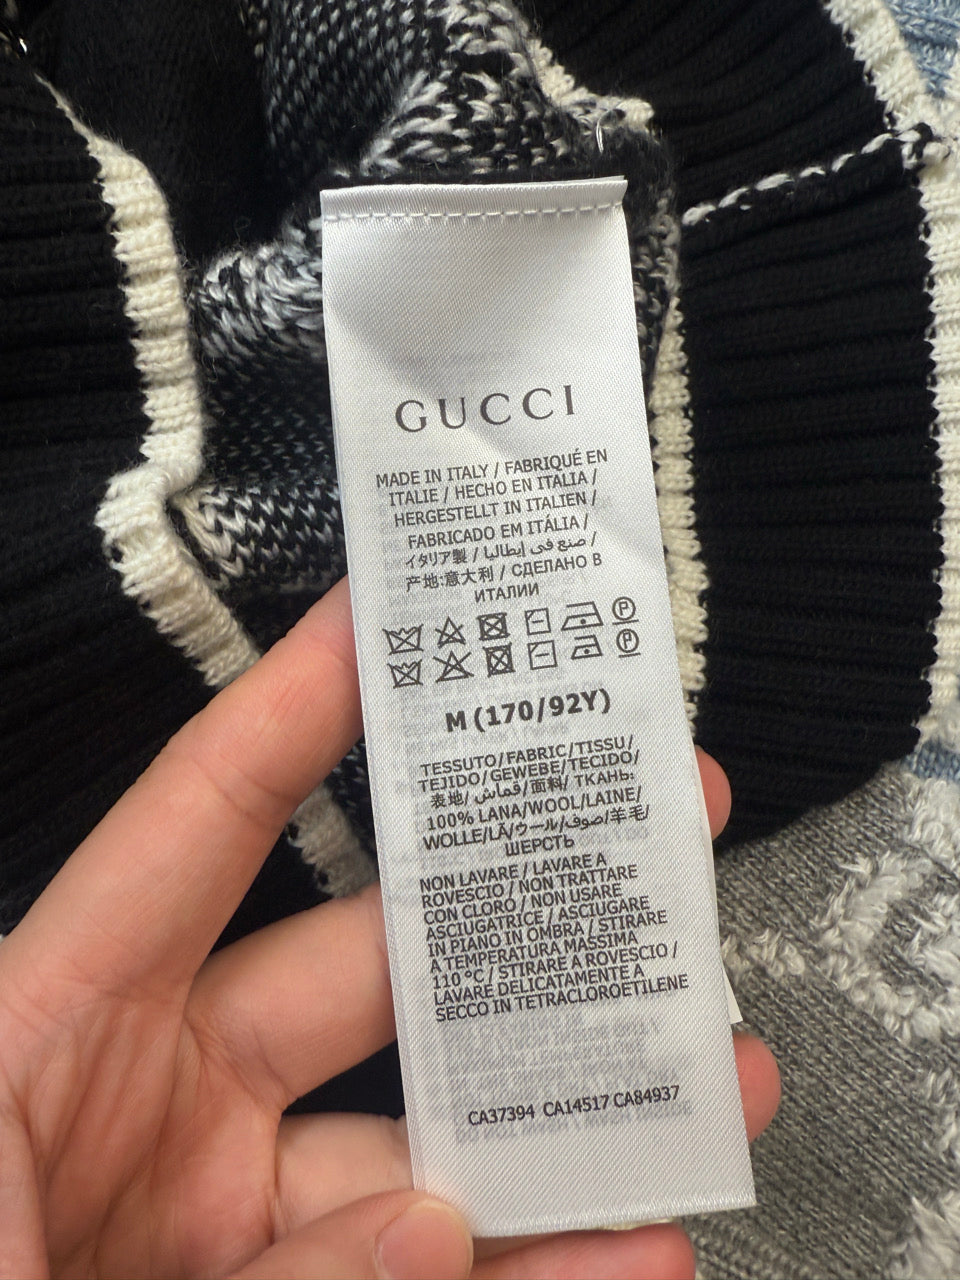 GUCCI
MADE IN ITALY / FABRIQUÉ EN
ITALIE / HECHO EN ITALIA /
HERGESTELLT IN ITALIEN /
FABRICADO EM ITÁLIA /
イタリア製 / صنع في إيطاليا /
产地:意大利 / СДЕЛАНО В
ИТАЛИИ
P
P
M (170/92Y)
TESSUTO/FABRIC/TISSU/
TEJIDO/GEWEBE/TECIDO/
表地/قماش/面料/ ТКАНЬ:
100% LANA/WOOL/LAINE/
WOLLE/LÃ/ウール/صوف/羊毛/
ШЕРСТЬ
NON LAVARE / LAVARE A
ROVESCIO / NON TRATTARE
CON CLORO / NON USARE
ASCIUGATRICE / ASCIUGARE
IN PIANO IN OMBRA / STIRARE
A TEMPERATURA MASSIMA
110 °C / STIRARE A ROVESCIO /
LAVARE DELICATAMENTE A
SECCO IN TETRACLOROETILENE
CA37394 CA14517 CA84937